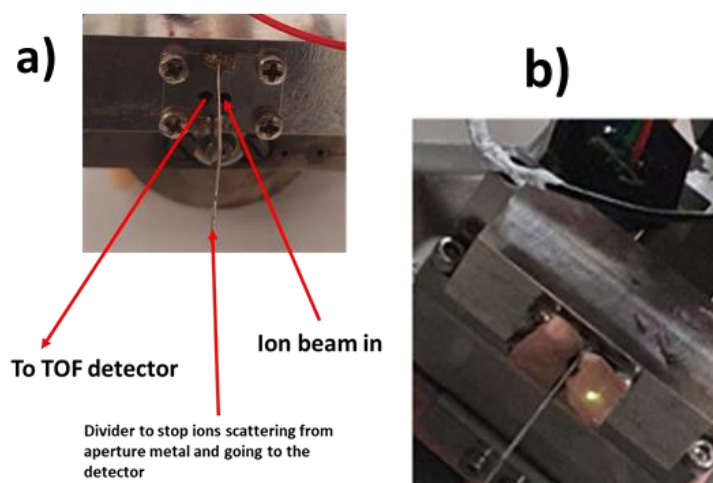 a)
b)
Ion beam in
To TOF detector
Divider to stop ions scattering from
aperture metal and going to the
detector